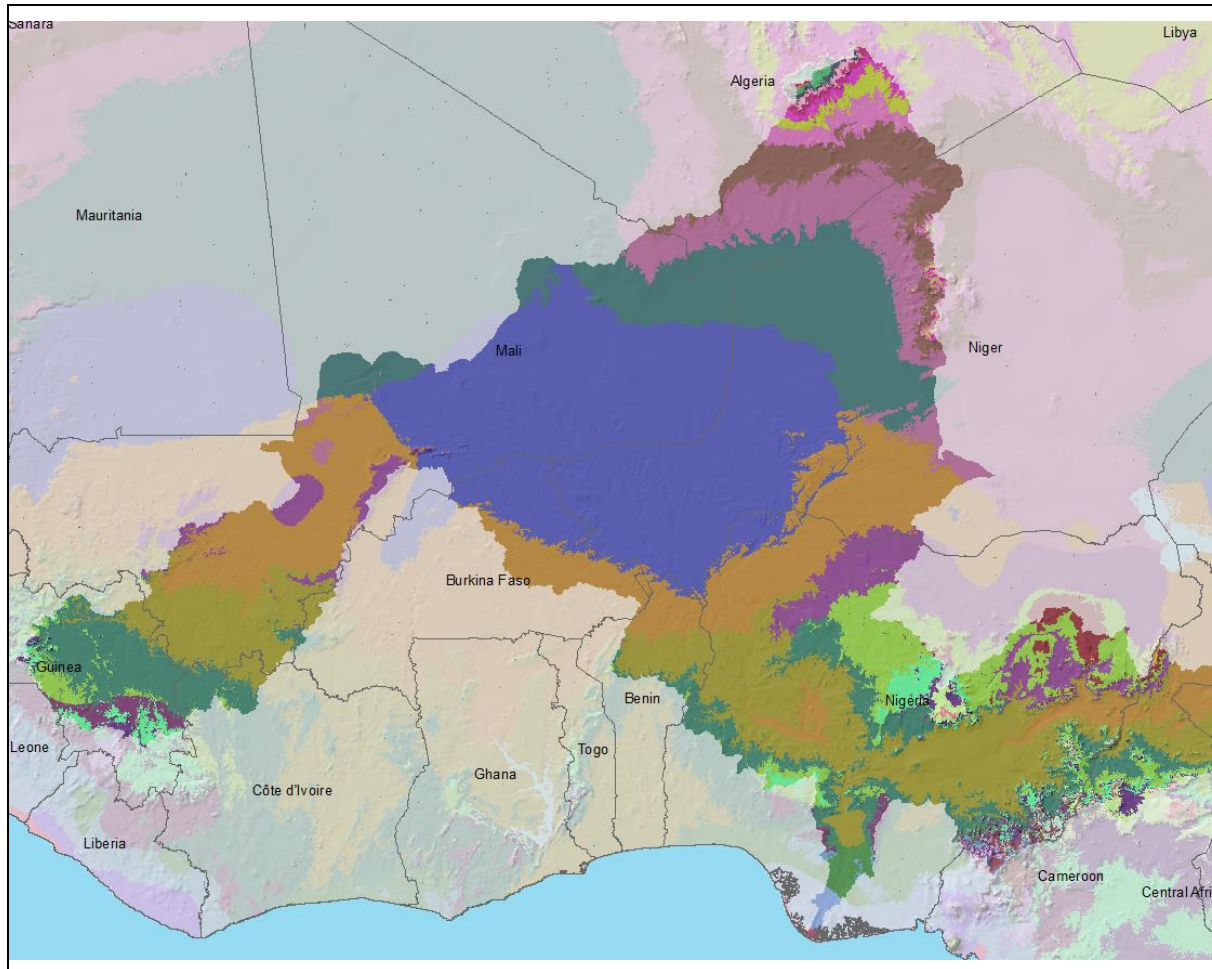 Sahara
Libya
Algeria
Mauritania
Mali
Niger
Burkina Faso
Guinea
Benin
Nigeria
Leone
Togo
Ghana
Côte d'Ivoire
Liberia
Cameroon
Central Afri